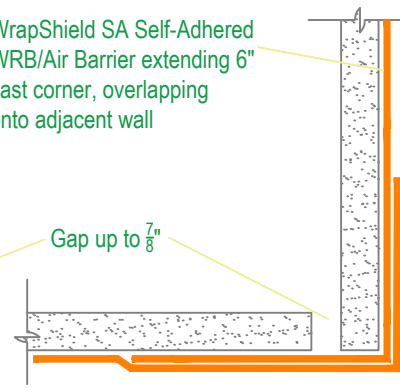 WrapShield SA Self-Adhered
WRB/Air Barrier extending 6"
ast corner, overlapping
nto adjacent wall
Gap up to 7/8"